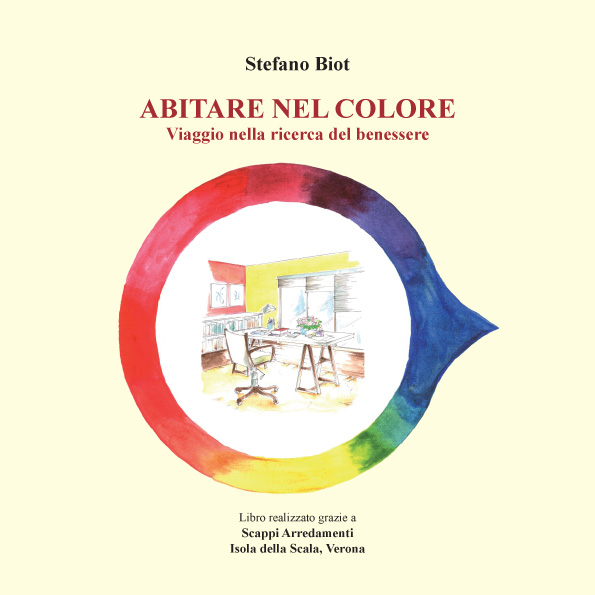 Stefano Biot
ABITARE NEL COLORE
Viaggio nella ricerca del benessere
Libro realizzato grazie a
Scappi Arredamenti
Isola della Scala, Verona